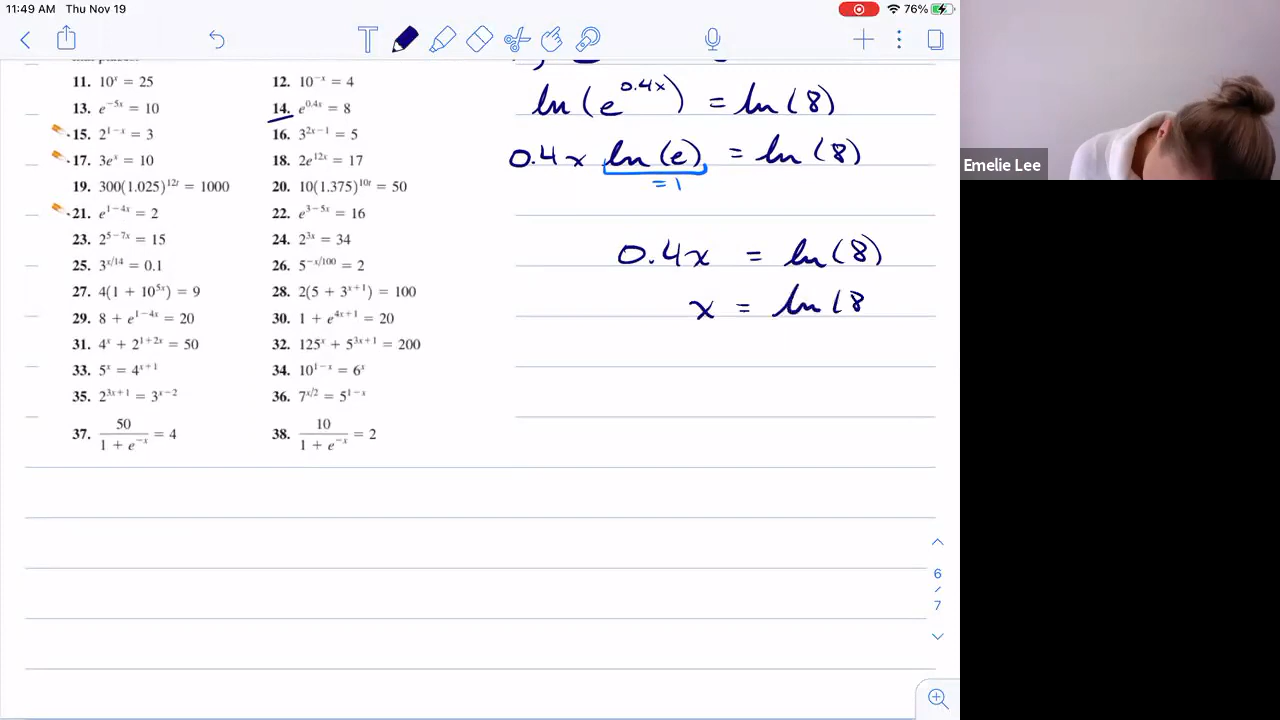 11:49 AM Thu Nov 19
76%
T
11. 10^x = 25
12. 10^{-x} = 4
13. e^{-5x} = 10
14. e^{0.4x} = 8
15. 2^{1-x} = 3
16. 3^{2x-1} = 5
17. 3e^x = 10
18. 2e^{12x} = 17
19. 300(1.025)^{12t} = 1000
20. 10(1.375)^{10t} = 50
21. e^{1-4x} = 2
22. e^{3-5x} = 16
23. 2^{5-7x} = 15
24. 2^{3x} = 34
25. 3^{x/14} = 0.1
26. 5^{-x/100} = 2
27. 4(1 + 10^{5x}) = 9
28. 2(5 + 3^{x+1}) = 100
29. 8 + e^{1-4x} = 20
30. 1 + e^{4x+1} = 20
31. 4^x + 2^{1+2x} = 50
32. 125^x + 5^{3x+1} = 200
33. 5^x = 4^{x+1}
34. 10^{1-x} = 6^x
35. 2^{3x+1} = 3^{x-2}
36. 7^{x/2} = 5^{1-x}
37. 50 / (1 + e^{-x}) = 4
38. 10 / (1 + e^{-x}) = 2
ln(e^{0.4x}) = ln(8)
0.4x ln(e) = ln(8)
= 1
0.4x = ln(8)
x = ln(8
6
/
7
Emelie Lee